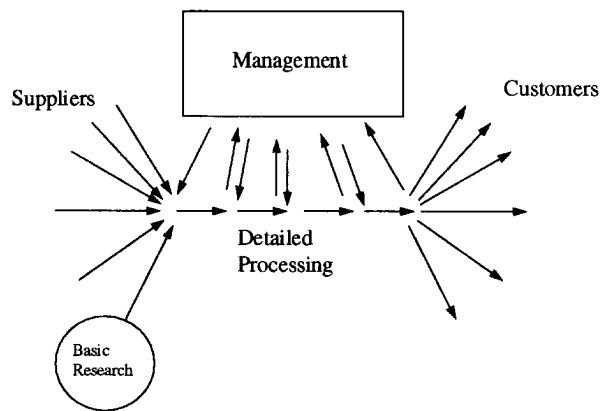 Management
Suppliers
Customers
Detailed
Processing
Basic
Research